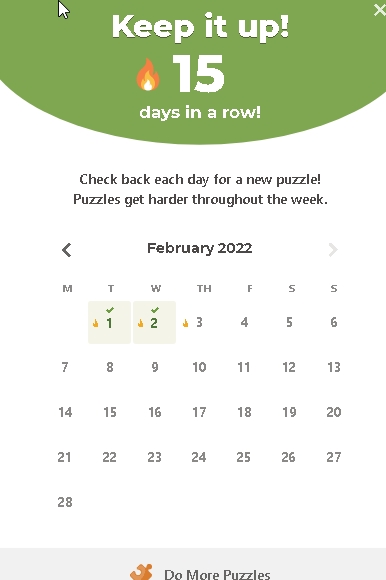 Keep it up!
15
days in a row!
Check back each day for a new puzzle!
Puzzles get harder throughout the week.
February 2022
M T W TH F S S
1 2 3 4 5 6
7 8 9 10 11 12 13
14 15 16 17 18 19 20
21 22 23 24 25 26 27
28
Do More Puzzles